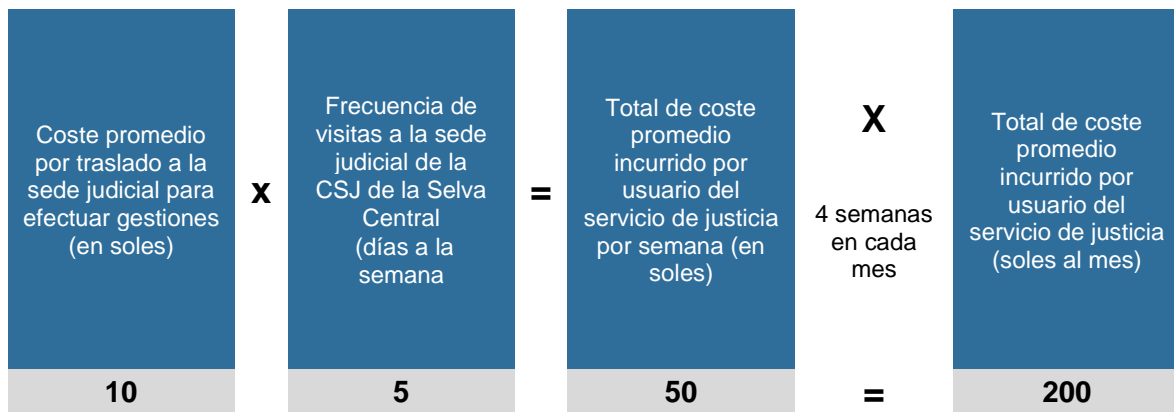 Coste promedio
por traslado a la
sede judicial para
efectuar gestiones
(en soles)
x
Frecuencia de
visitas a la sede
judicial de la
CSJ de la Selva
Central
(días a la
semana
=
Total de coste
promedio
incurrido por
usuario del
servicio de justicia
por semana (en
soles)
X
4 semanas
en cada
mes
Total de coste
promedio
incurrido por
usuario del
servicio de justicia
(soles al mes)
10
5
50
=
200